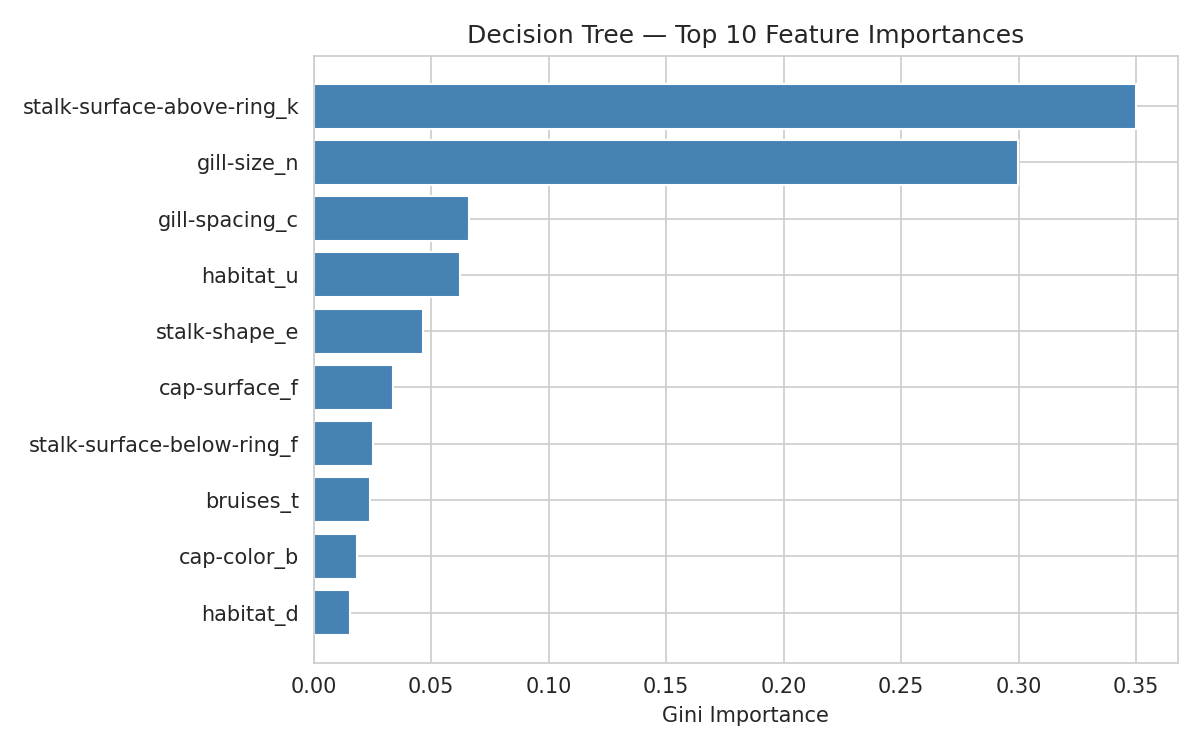 Decision Tree — Top 10 Feature Importances
stalk-surface-above-ring_k
gill-size_n
gill-spacing_c
habitat_u
stalk-shape_e
cap-surface_f
stalk-surface-below-ring_f
bruises_t
cap-color_b
habitat_d
0.00 0.05 0.10 0.15 0.20 0.25 0.30 0.35
Gini Importance